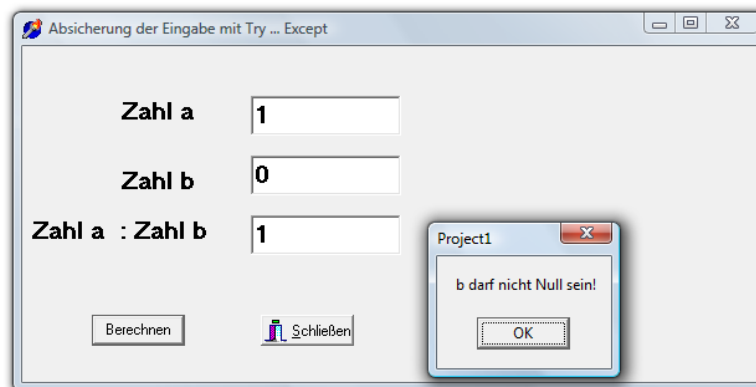 Absicherung der Eingabe mit Try ... Except
Zahl a
1
Zahl b
0
Zahl a : Zahl b
1
Project1
b darf nicht Null sein!
OK
Berechnen
Schließen